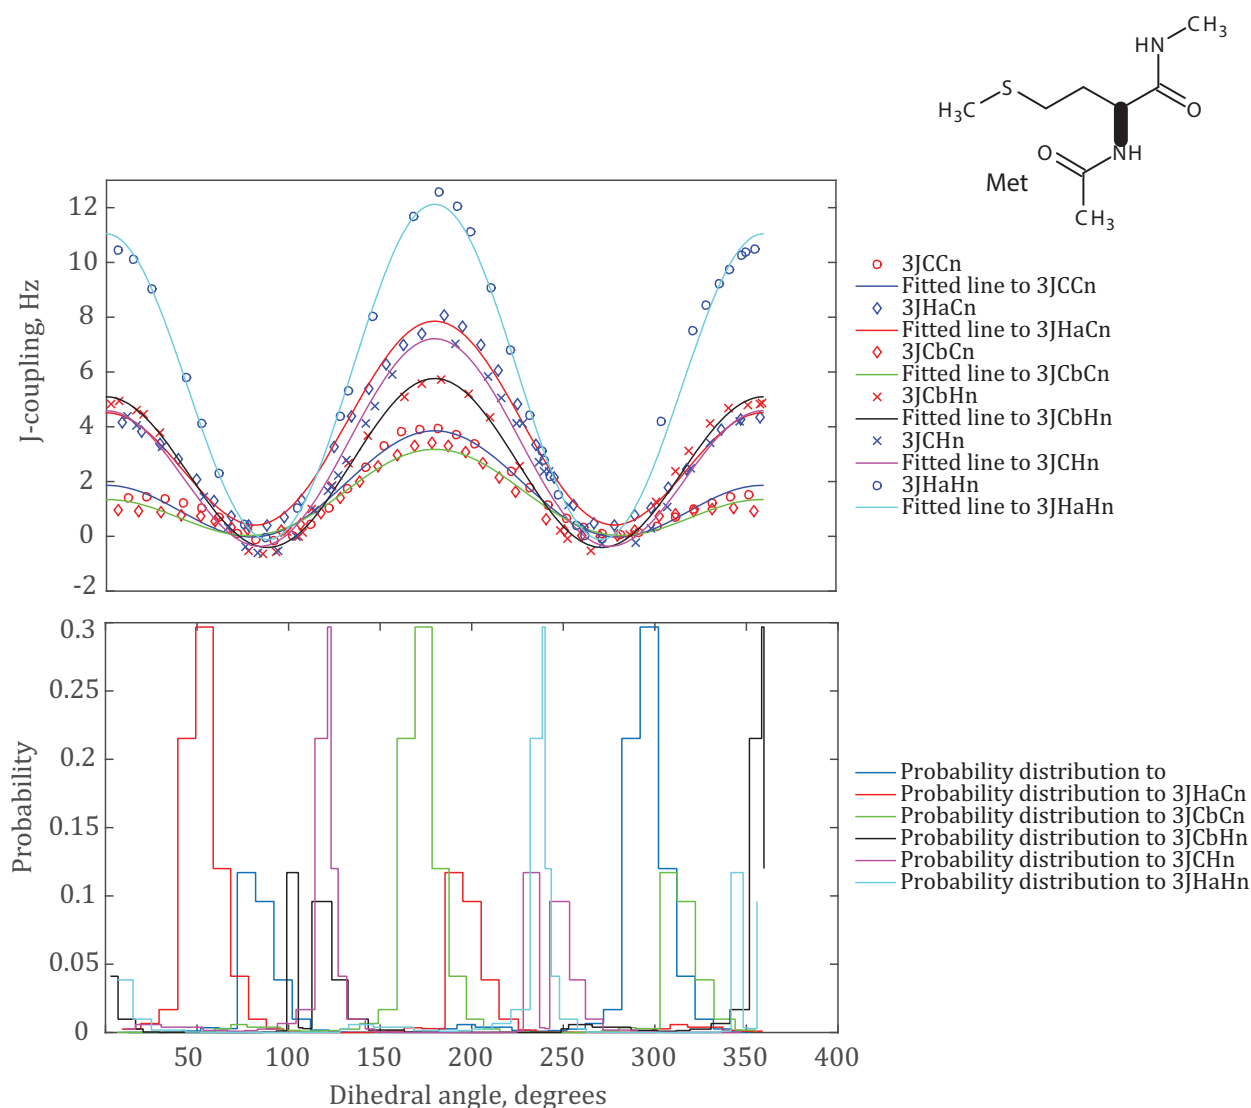 HN
CH3
S
H3C
O
NH
O
Met
CH3
12
10
8
6
4
2
0
-2
J-coupling, Hz
3JCCn
Fitted line to 3JCCn
3JHaCn
Fitted line to 3JHaCn
3JCbCn
Fitted line to 3JCbCn
3JCbHn
Fitted line to 3JCbHn
3JCHn
Fitted line to 3JCHn
3JHaHn
Fitted line to 3JHaHn
0.3
0.25
0.2
0.15
0.1
0.05
0
Probability
Probability distribution to
Probability distribution to 3JHaCn
Probability distribution to 3JCbCn
Probability distribution to 3JCbHn
Probability distribution to 3JCHn
Probability distribution to 3JHaHn
50 100 150 200 250 300 350 400
Dihedral angle, degrees